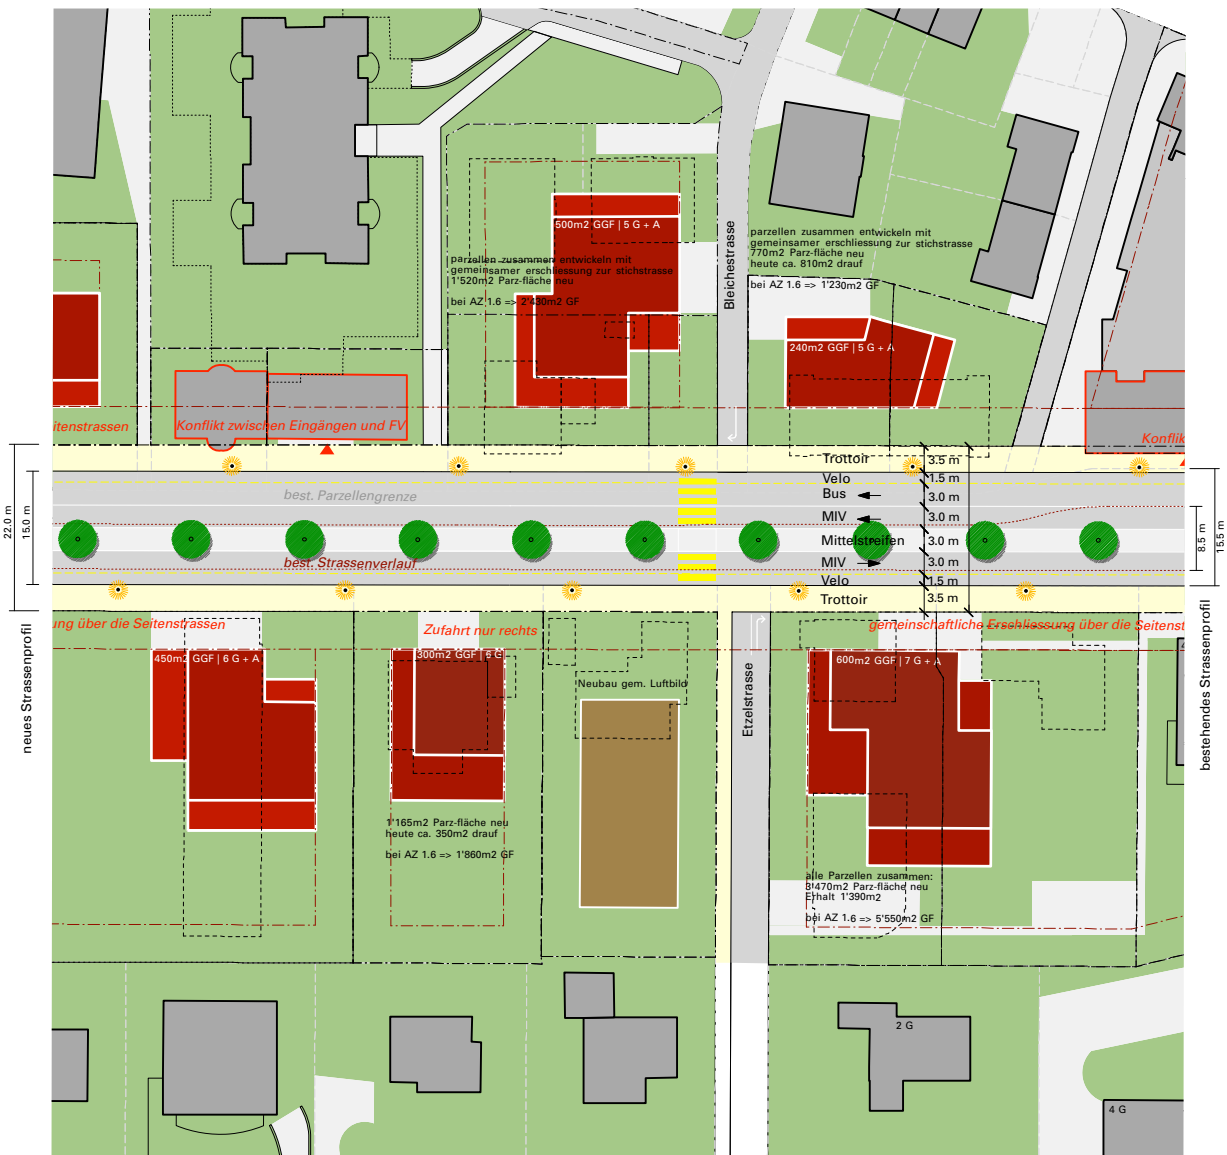 500m2 GGF | 5 G + A
parzellen zusammen entwickeln mit
gemeinsamer erschliessung zur stichstrasse
1'520m2 Parz-fläche neu
bei AZ 1.6 => 2'430m2 GF
Bleichestrasse
parzellen zusammen entwickeln mit
gemeinsamer erschliessung zur stichstrasse
770m2 Parz-fläche neu
heute ca. 810m2 drauf
bei AZ 1.6 => 1'230m2 GF
240m2 GGF | 5 G + A
itenstrassen
Konflikt zwischen Eingängen und FV
Konflik
Trottoir
3.5 m
Velo
1.5 m
Bus
3.0 m
MIV
3.0 m
Mittelstreifen
3.0 m
MIV
3.0 m
Velo
1.5 m
Trottoir
3.5 m
best. Parzellengrenze
best. Strassenverlauf
22.0 m
15.0 m
8.5 m
15.5 m
neues Strassenprofil
bestehendes Strassenprofil
ung über die Seitenstrassen
Zufahrt nur rechts
gemeinschaftliche Erschliessung über die Seitenst
450m2 GGF | 6 G + A
300m2 GGF | 6 G
Neubau gem. Luftbild
Etzelstrasse
600m2 GGF | 7 G + A
1'165m2 Parz-fläche neu
heute ca. 350m2 drauf
bei AZ 1.6 => 1'860m2 GF
alle Parzellen zusammen:
3'470m2 Parz-fläche neu
Erhalt 1'390m2
bei AZ 1.6 => 5'550m2 GF
2 G
4 G